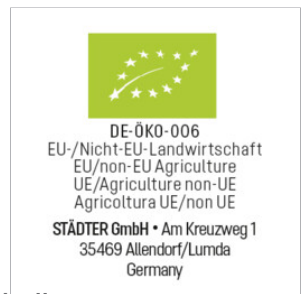 DE-ÖKO-006
EU-/Nicht-EU-Landwirtschaft
EU/non-EU Agriculture
UE/Agriculture non-UE
Agricoltura UE/non UE
STÄDTER GmbH • Am Kreuzweg 1
35469 Allendorf/Lumda
Germany